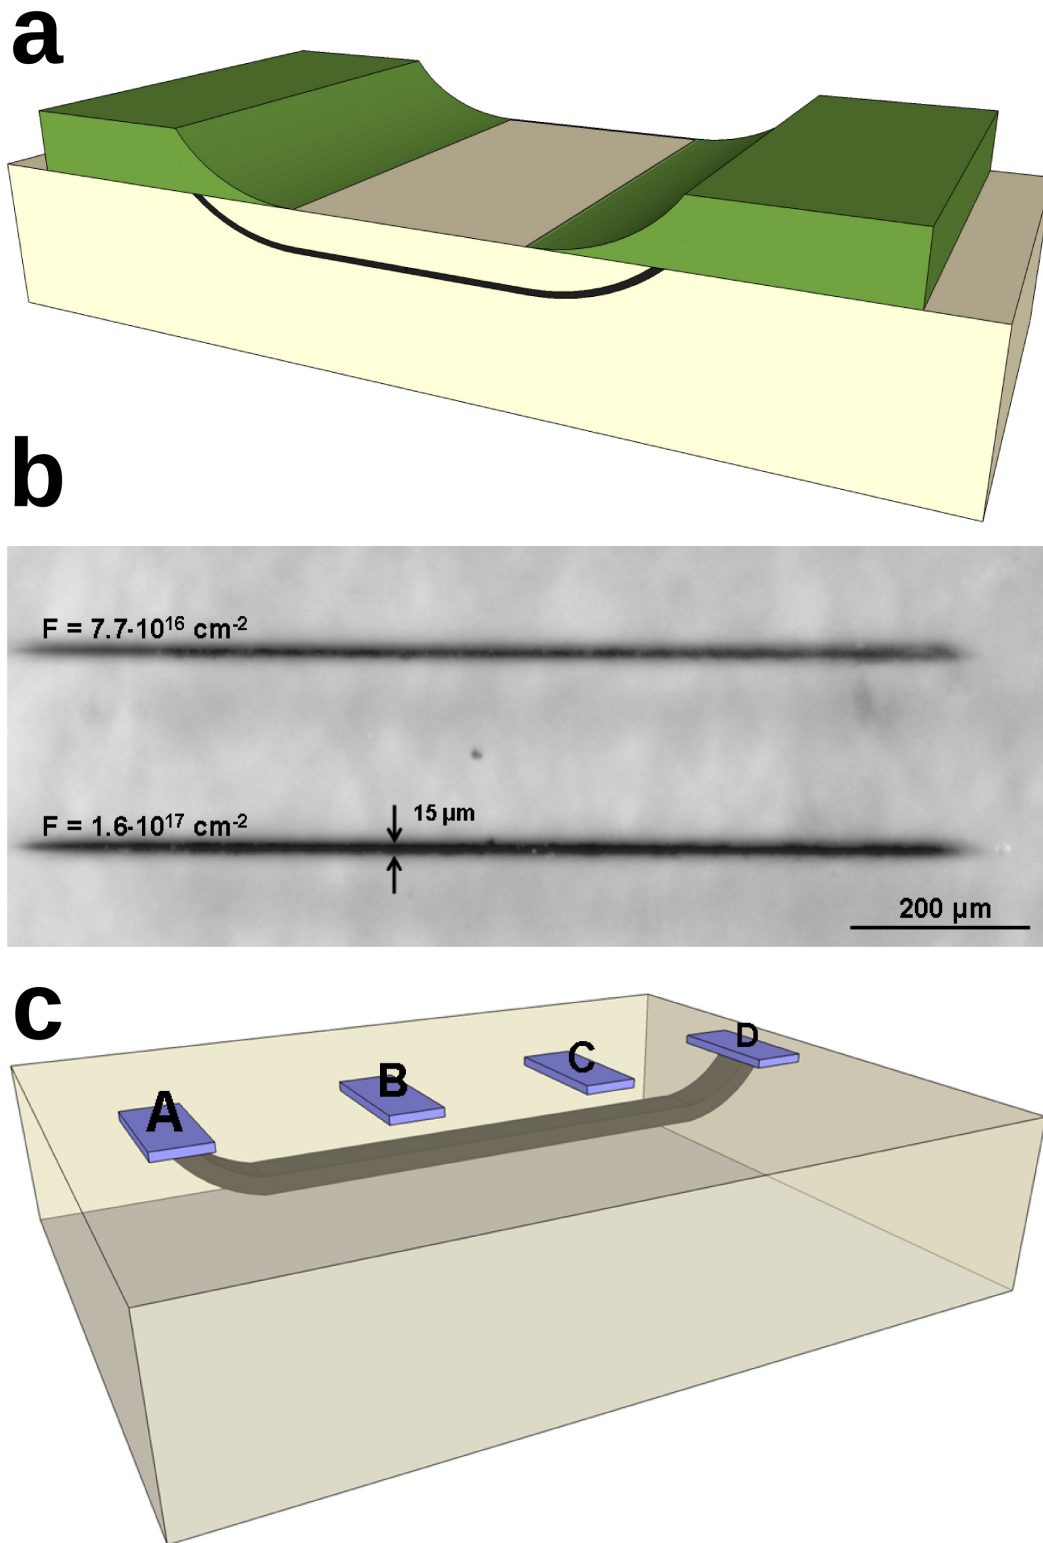 a
b
F = 7.7·10¹⁶ cm⁻²
F = 1.6·10¹⁷ cm⁻²
15 µm
200 µm
c
A
B
C
D